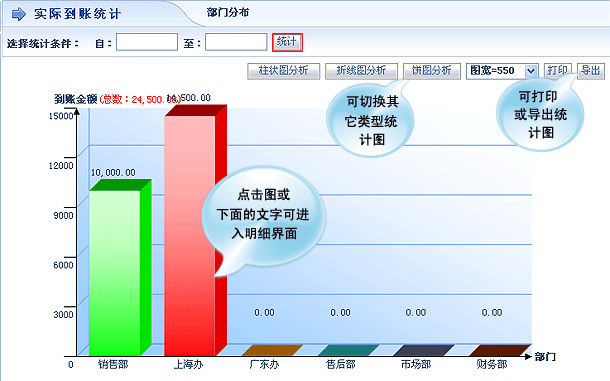 实际到账统计 部门分布
选择统计条件： 自： 至： 统计
柱状图分析 折线图分析 饼图分析 图宽=550 打印 导出
到账金额(总数：24,500.00) 14,500.00
可切换其
它类型统
计图
可打印
或导出统
计图
15000
12000
10,000.00
点击图或
下面的文字可进
入明细界面
9000
6000
3000
0.00 0.00 0.00 0.00
0 销售部 上海办 广东办 售后部 市场部 财务部 部门